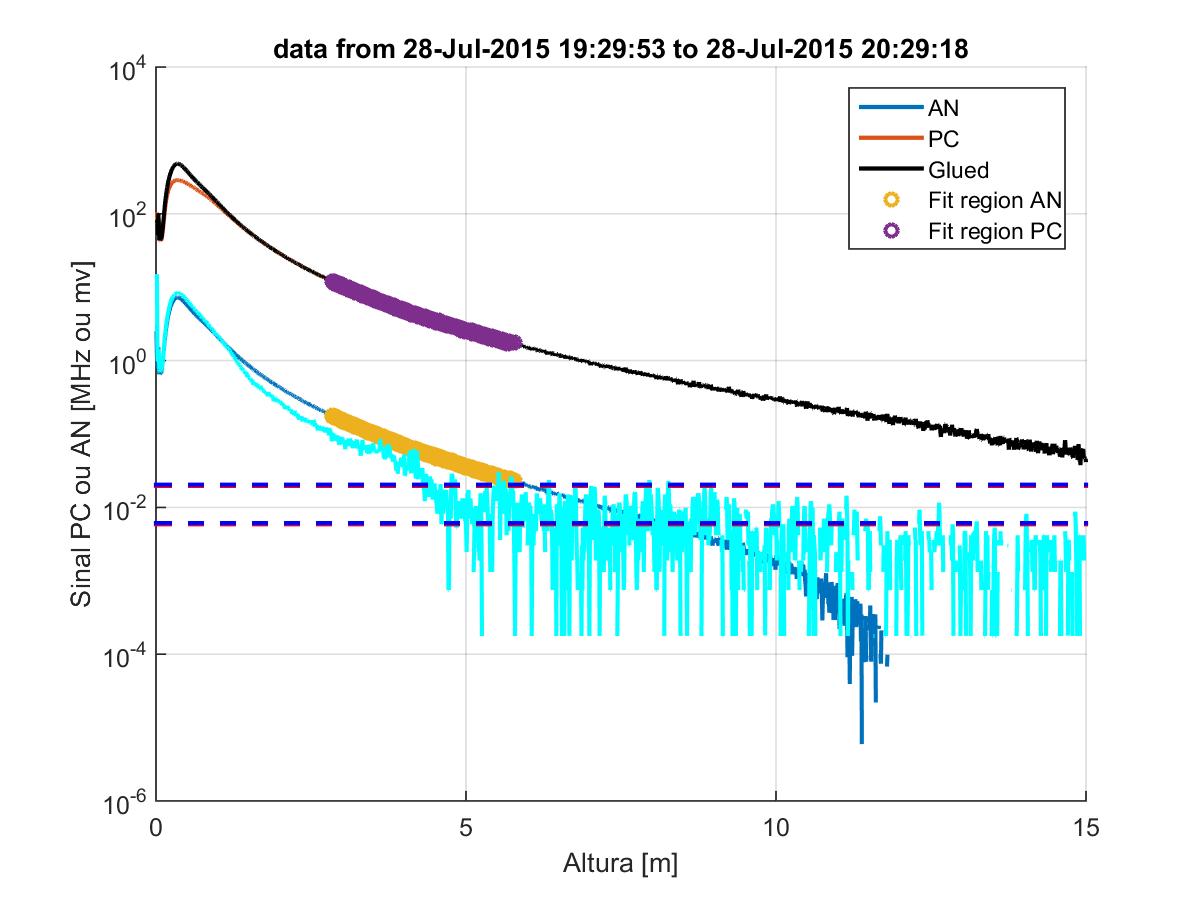 data from 28-Jul-2015 19:29:53 to 28-Jul-2015 20:29:18
Sinal PC ou AN [MHz ou mv]
10^4
10^2
10^0
10^-2
10^-4
10^-6
AN
PC
Glued
Fit region AN
Fit region PC
0 5 10 15
Altura [m]